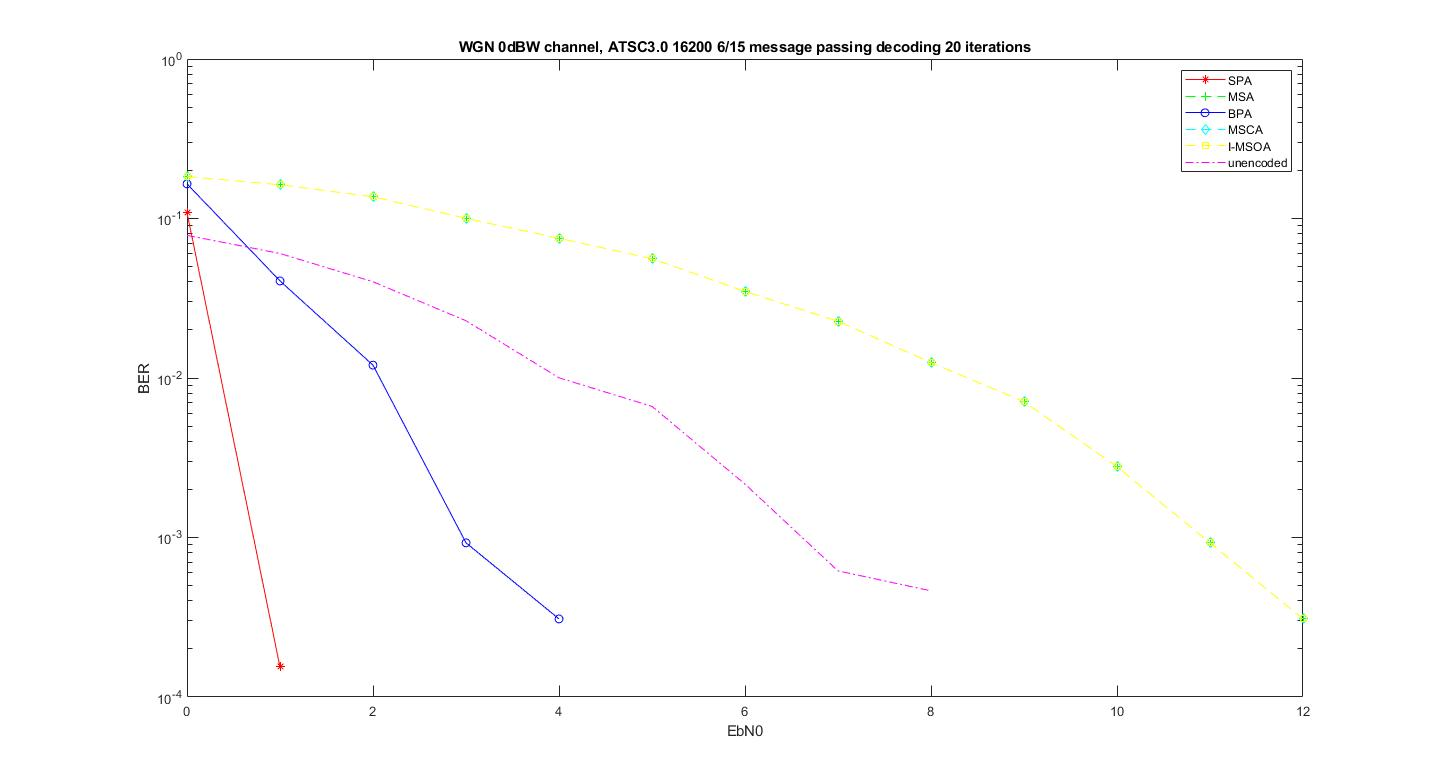 WGN 0dBW channel, ATSC3.0 16200 6/15 message passing decoding 20 iterations
10^0
10^-1
10^-2
10^-3
10^-4
BER
SPA
MSA
BPA
MSCA
I-MSOA
unencoded
0 2 4 6 8 10 12
EbN0